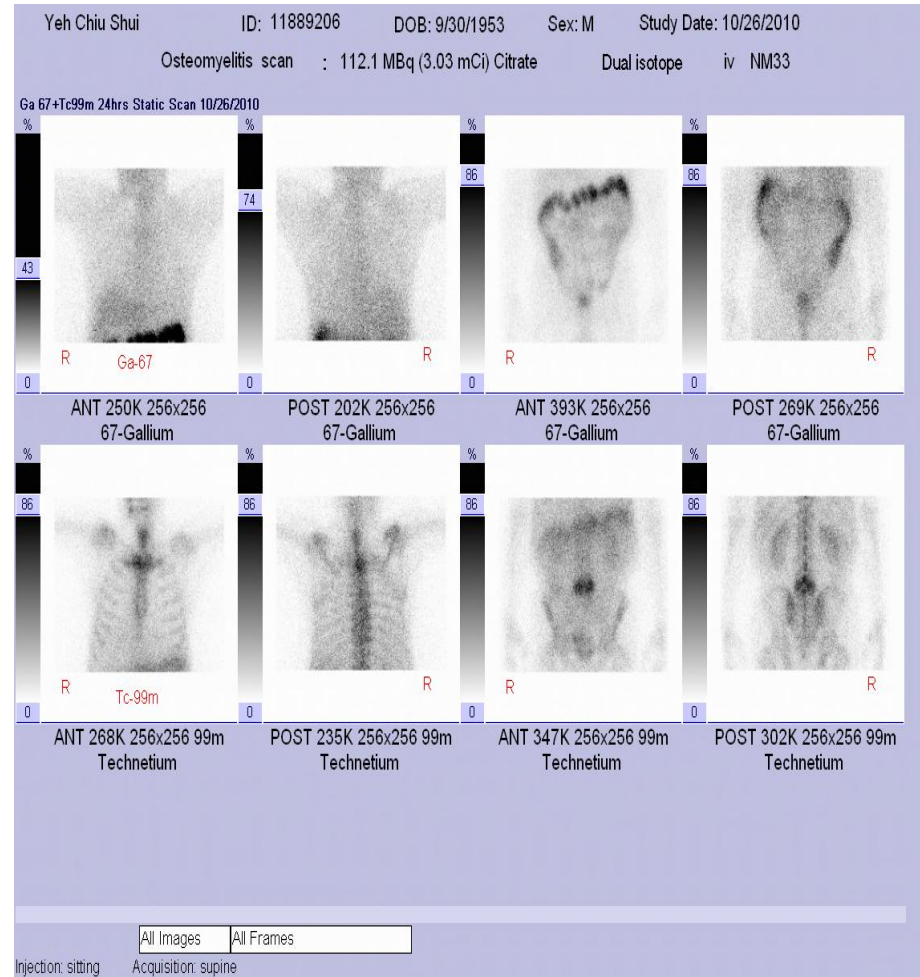 Yeh Chiu Shui ID: 11889206 DOB: 9/30/1953 Sex: M Study Date: 10/26/2010
Osteomyelitis scan : 112.1 MBq (3.03 mCi) Citrate Dual isotope iv NM33
Ga 67+Tc99m 24hrs Static Scan 10/26/2010
% % % %
43 74 86 86
R Ga-67 R R R
0 0 0 0
ANT 250K 256x256 POST 202K 256x256 ANT 393K 256x256 POST 269K 256x256
67-Gallium 67-Gallium 67-Gallium 67-Gallium
% % % %
86 86 86 86
R Tc-99m R R R
0 0 0 0
ANT 268K 256x256 99m POST 235K 256x256 99m ANT 347K 256x256 99m POST 302K 256x256 99m
Technetium Technetium Technetium Technetium
All Images All Frames
Injection: sitting Acquisition: supine